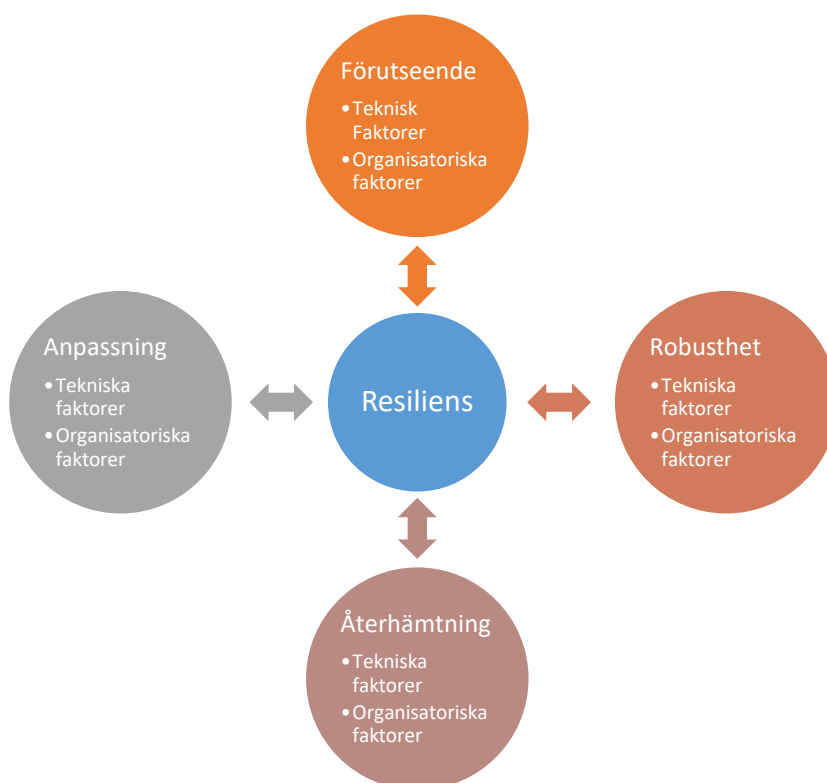 Förutseende
•Teknisk
Faktorer
•Organisatoriska
faktorer
Anpassning
•Tekniska
faktorer
•Organisatoriska
faktorer
Resiliens
Robusthet
•Tekniska
faktorer
•Organisatoriska
faktorer
Återhämtning
•Tekniska
faktorer
•Organisatoriska
faktorer